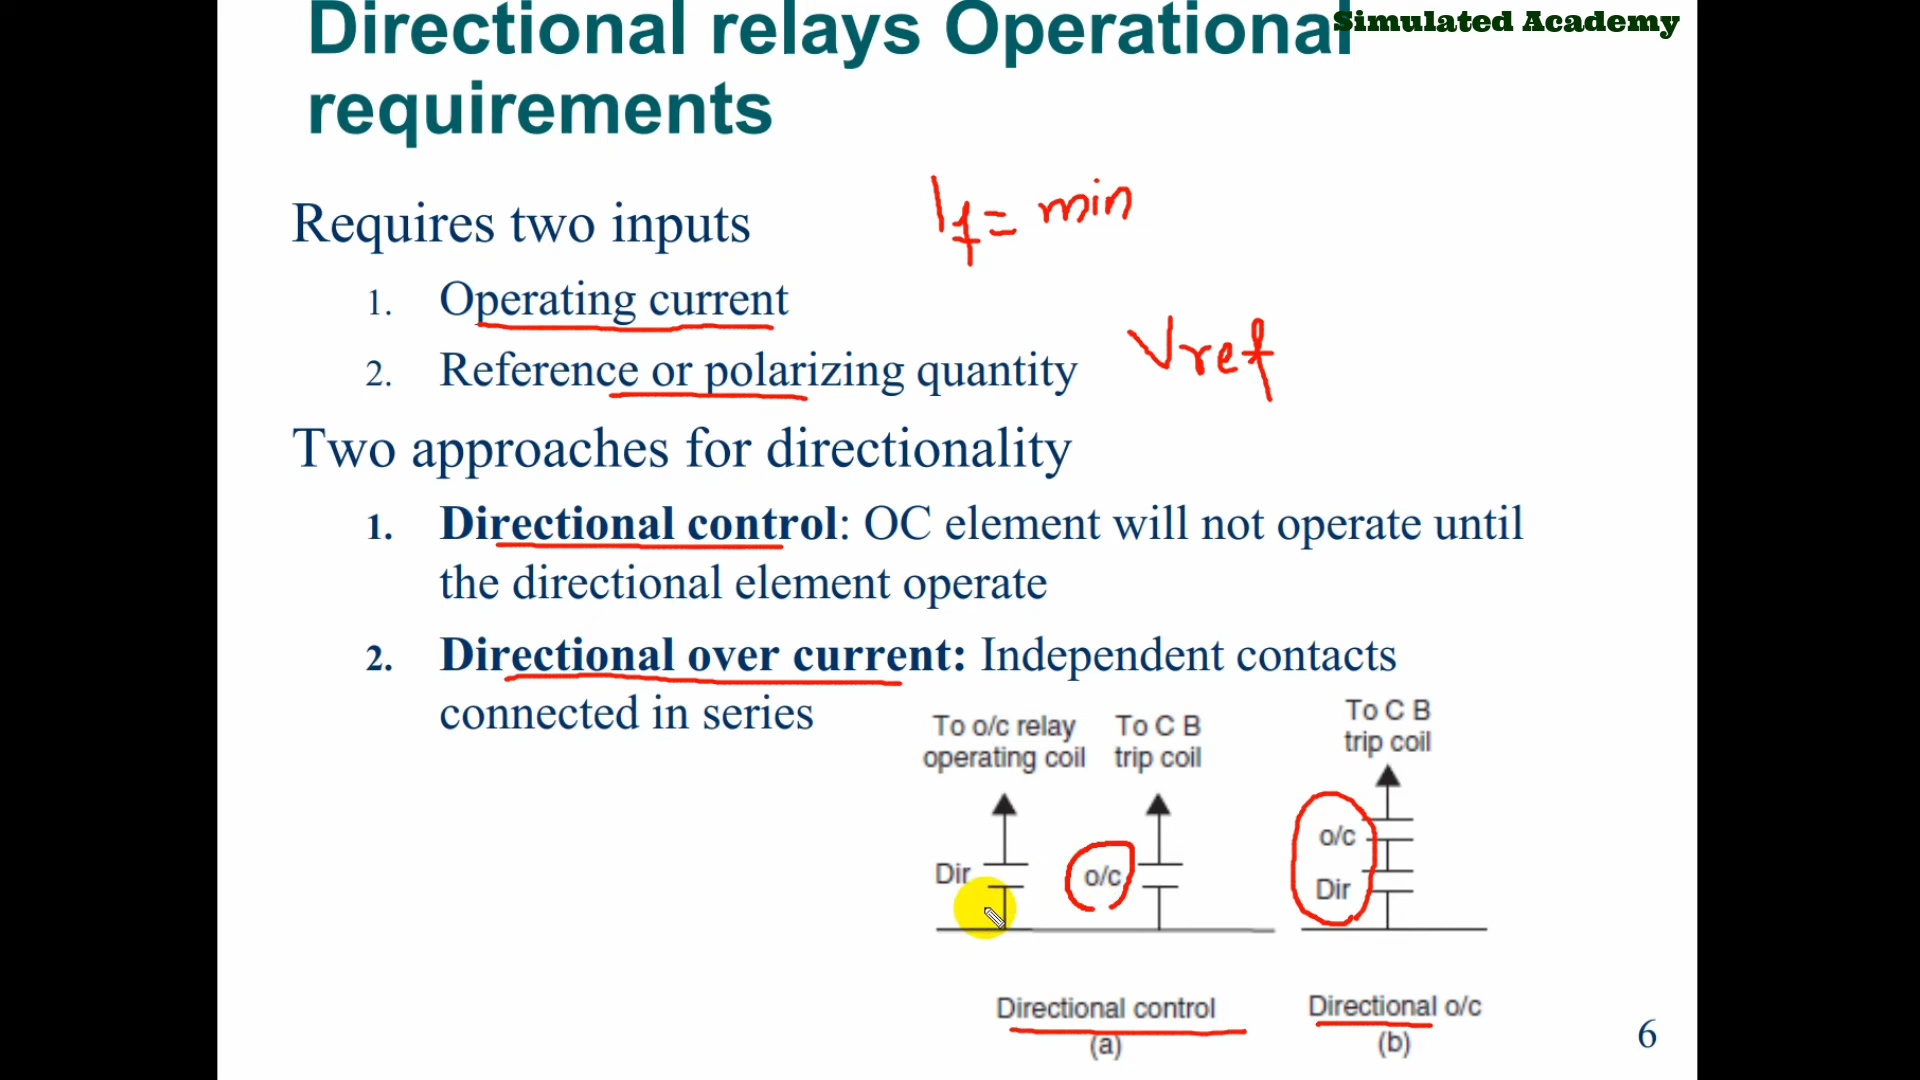 Directional relays Operational
requirements
Simulated Academy
Requires two inputs
I_f = min
1. Operating current
2. Reference or polarizing quantity
Vref
Two approaches for directionality
1. Directional control: OC element will not operate until
the directional element operate
2. Directional over current: Independent contacts
connected in series
To o/c relay
operating coil
To C B
trip coil
To C B
trip coil
Dir
o/c
o/c
Dir
Directional control
(a)
Directional o/c
(b)
6